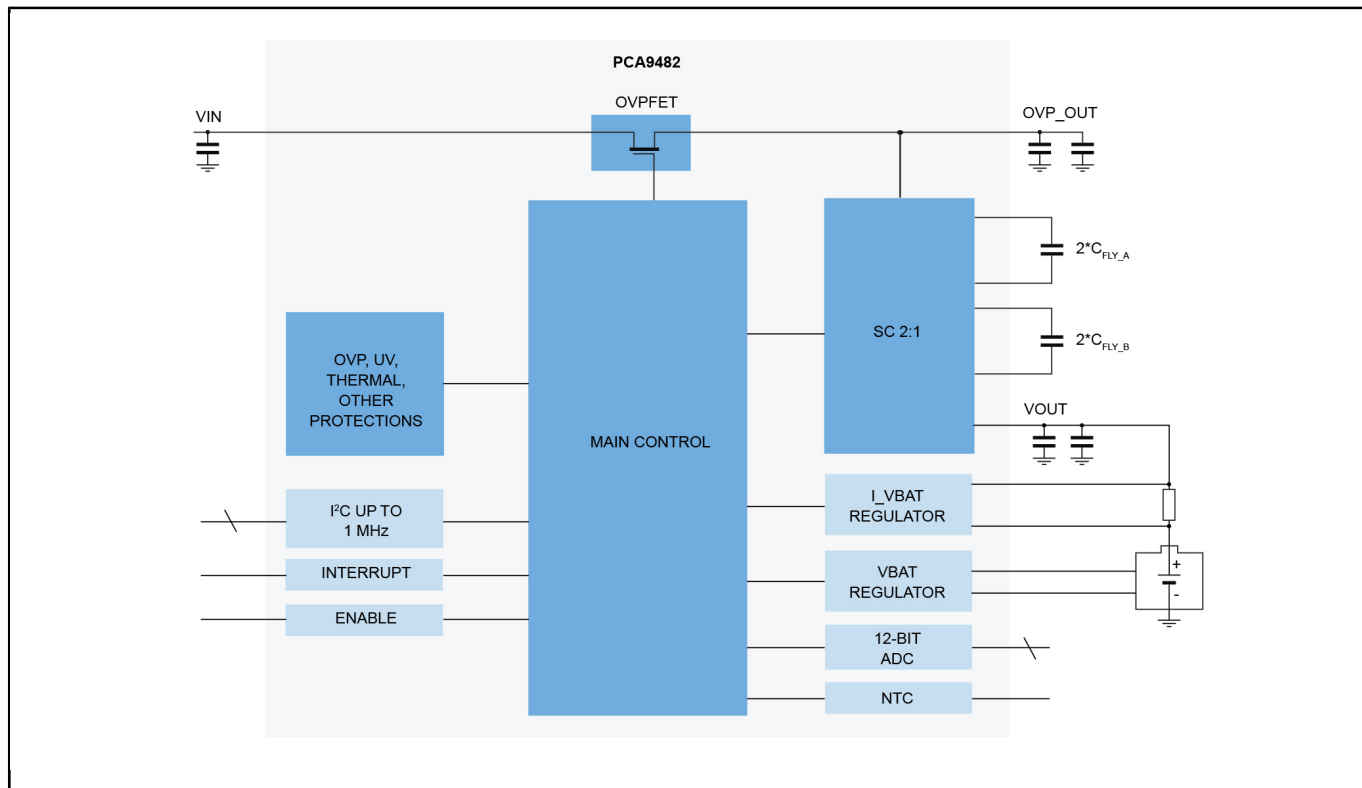 PCA9482
OVPFET
VIN
OVP_OUT
2*CFLY_A
SC 2:1
2*CFLY_B
OVP, UV,
THERMAL,
OTHER
PROTECTIONS
MAIN CONTROL
VOUT
I_VBAT
REGULATOR
I²C UP TO
1 MHz
INTERRUPT
VBAT
REGULATOR
+
-
ENABLE
12-BIT
ADC
NTC